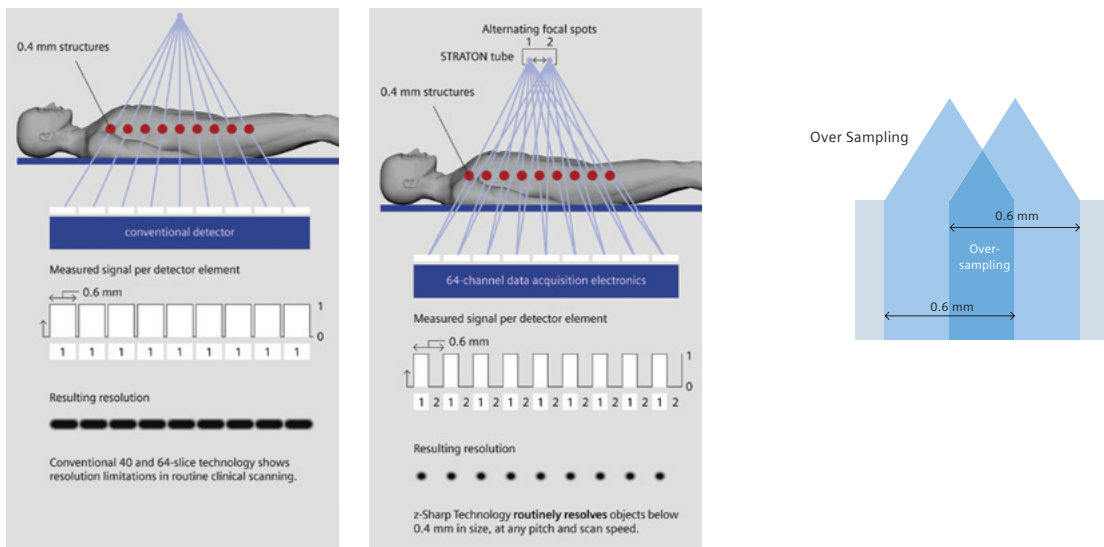 0.4 mm structures
conventional detector
Measured signal per detector element
0.6 mm
1
0
1 1 1 1 1 1 1 1 1
Resulting resolution
Conventional 40 and 64-slice technology shows
resolution limitations in routine clinical scanning.
Alternating focal spots
1 2
STRATON tube
0.4 mm structures
64-channel data acquisition electronics
Measured signal per detector element
0.6 mm
1
0
1 2 1 2 1 2 1 2 1 2 1 2 1 2 1 2 1 2
Resulting resolution
z-Sharp Technology routinely resolves objects below
0.4 mm in size, at any pitch and scan speed.
Over Sampling
0.6 mm
Over-
sampling
0.6 mm